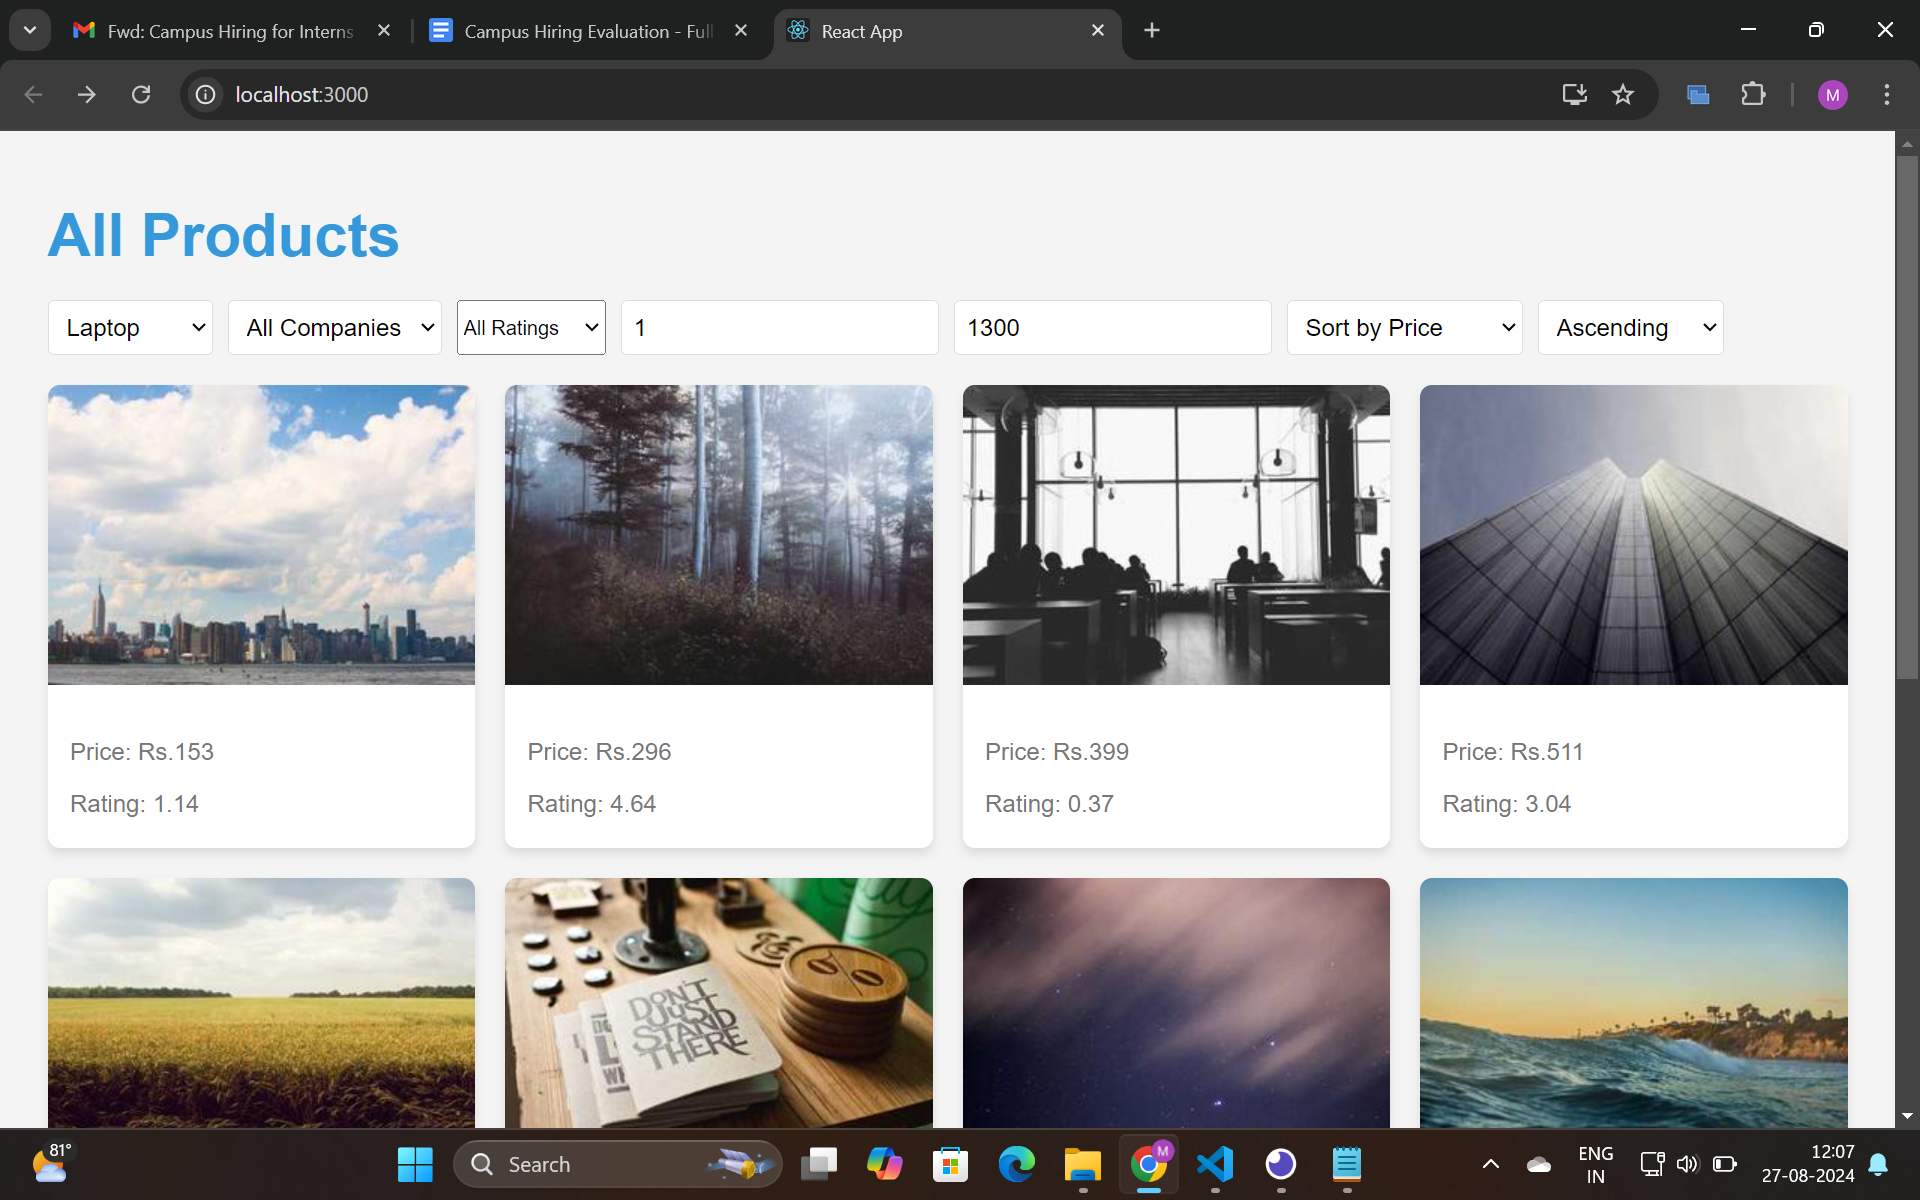 Fwd: Campus Hiring for Interns
Campus Hiring Evaluation - Full
React App
localhost:3000
M
All Products
Laptop
All Companies
All Ratings
1
1300
Sort by Price
Ascending
Price: Rs.153
Rating: 1.14
Price: Rs.296
Rating: 4.64
Price: Rs.399
Rating: 0.37
Price: Rs.511
Rating: 3.04
DON'T
JUST
STAND
THERE
81°
Search
M
ENG
IN
12:07
27-08-2024